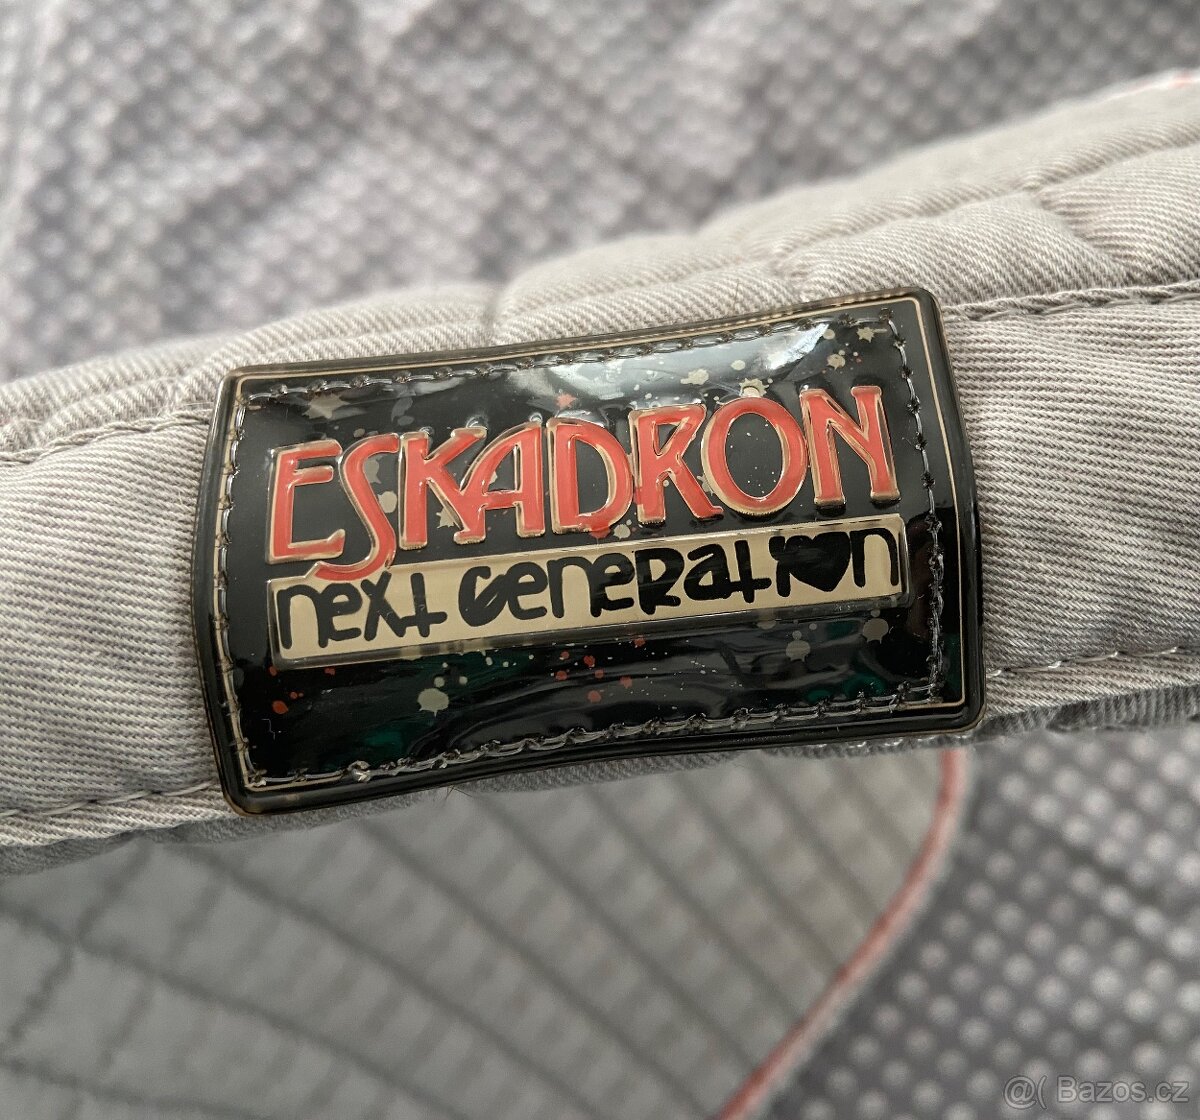 ESKADRON
next Generation
@( Bazos.cz